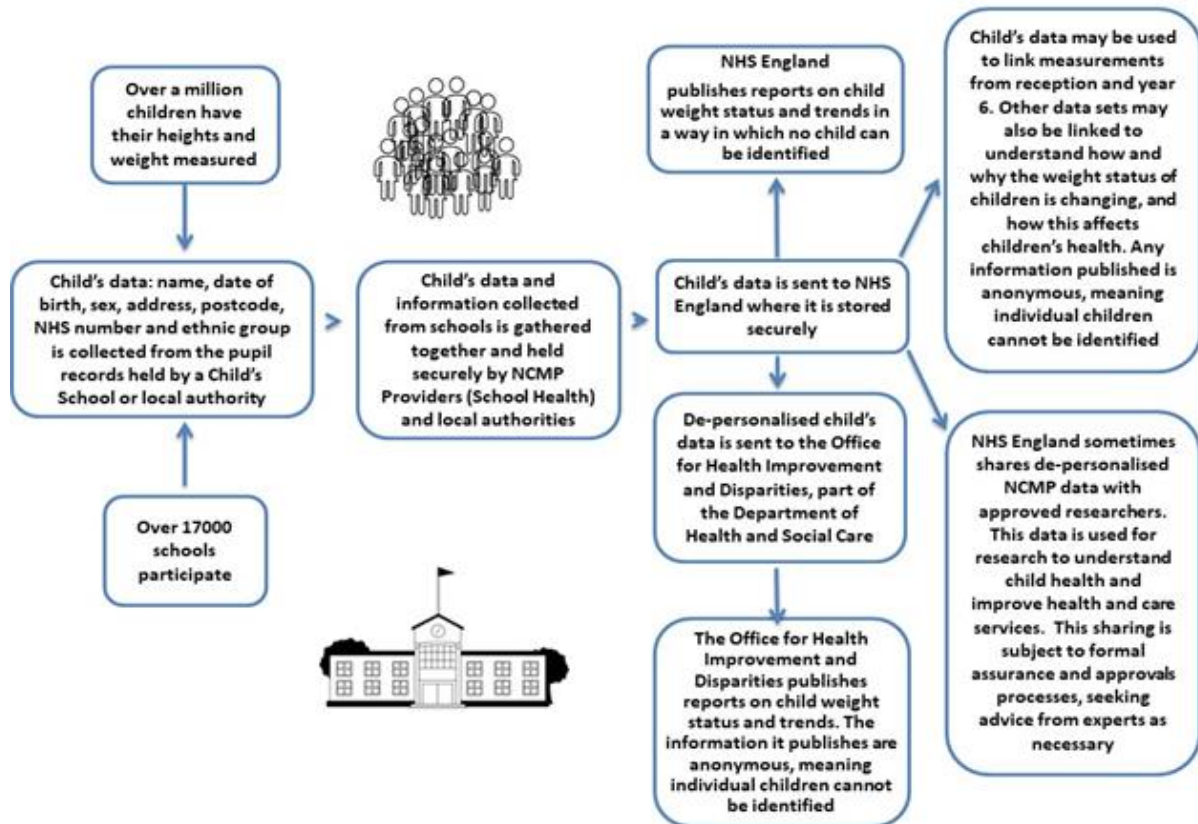 Over a million
children have
their heights and
weight measured
Child's data: name, date of
birth, sex, address, postcode,
NHS number and ethnic group
is collected from the pupil
records held by a Child's
School or local authority
Over 17000
schools
participate
Child's data and
information collected
from schools is gathered
together and held
securely by NCMP
Providers (School Health)
and local authorities
NHS England
publishes reports on child
weight status and trends in
a way in which no child can
be identified
Child's data is sent to NHS
England where it is stored
securely
De-personalised child's
data is sent to the Office
for Health Improvement
and Disparities, part of
the Department of
Health and Social Care
The Office for Health
Improvement and
Disparities publishes
reports on child weight
status and trends. The
information it publishes are
anonymous, meaning
individual children cannot
be identified
Child's data may be used
to link measurements
from reception and year
6. Other data sets may
also be linked to
understand how and
why the weight status of
children is changing, and
how this affects
children's health. Any
information published is
anonymous, meaning
individual children
cannot be identified
NHS England sometimes
shares de-personalised
NCMP data with
approved researchers.
This data is used for
research to understand
child health and
improve health and care
services.  This sharing is
subject to formal
assurance and approvals
processes, seeking
advice from experts as
necessary